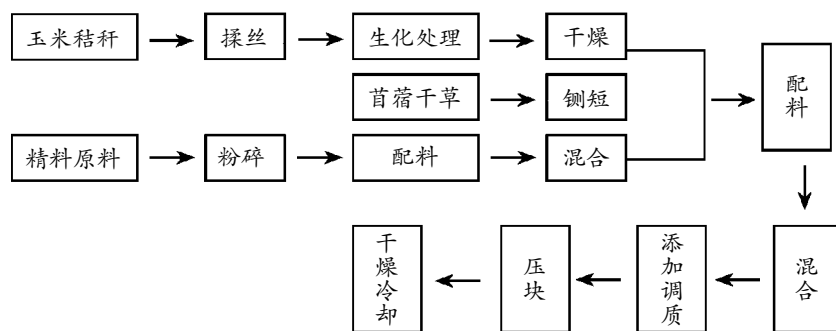 玉米秸秆
揉丝
生化处理
干燥
苜蓿干草
铡短
精料原料
粉碎
配料
混合
配料
混合
添加调质
压块
干燥冷却